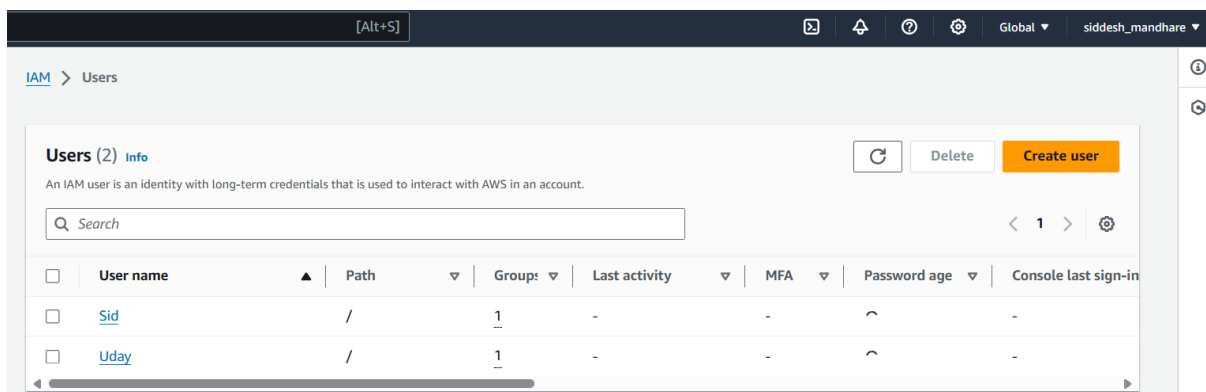 [Alt+S] Global siddesh_mandhare
IAM > Users
Users (2) Info Delete Create user
An IAM user is an identity with long-term credentials that is used to interact with AWS in an account.
Search 1
User name Path Groups Last activity MFA Password age Console last sign-in
Sid / 1 - - -
Uday / 1 - - -